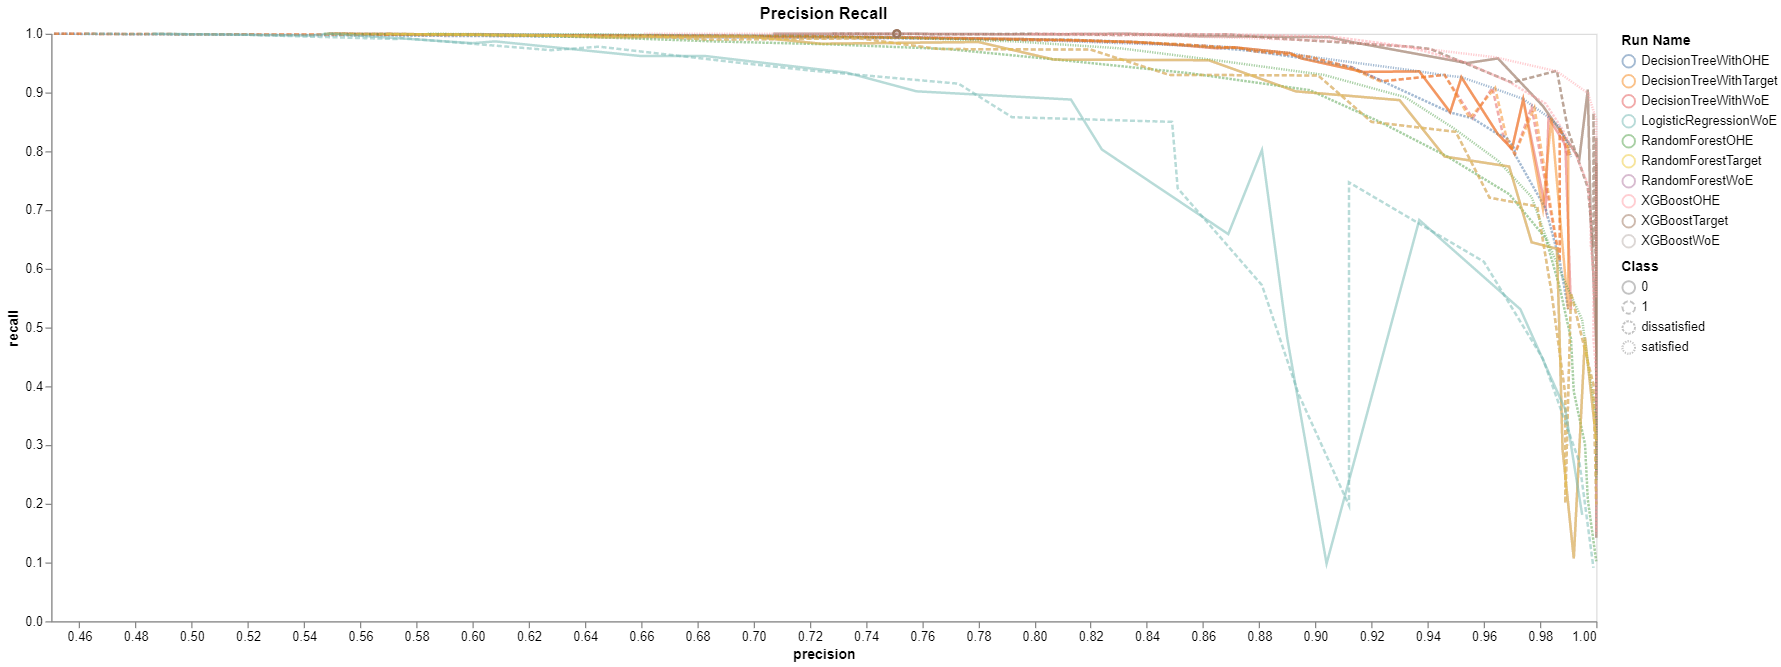 Precision Recall
1.0
0.9
0.8
0.7
0.6
0.5
0.4
0.3
0.2
0.1
0.0
recall
0.46 0.48 0.50 0.52 0.54 0.56 0.58 0.60 0.62 0.64 0.66 0.68 0.70 0.72 0.74 0.76 0.78 0.80 0.82 0.84 0.86 0.88 0.90 0.92 0.94 0.96 0.98 1.00
precision
Run Name
DecisionTreeWithOHE
DecisionTreeWithTarget
DecisionTreeWithWoE
LogisticRegressionWoE
RandomForestOHE
RandomForestTarget
RandomForestWoE
XGBoostOHE
XGBoostTarget
XGBoostWoE
Class
0
1
dissatisfied
satisfied